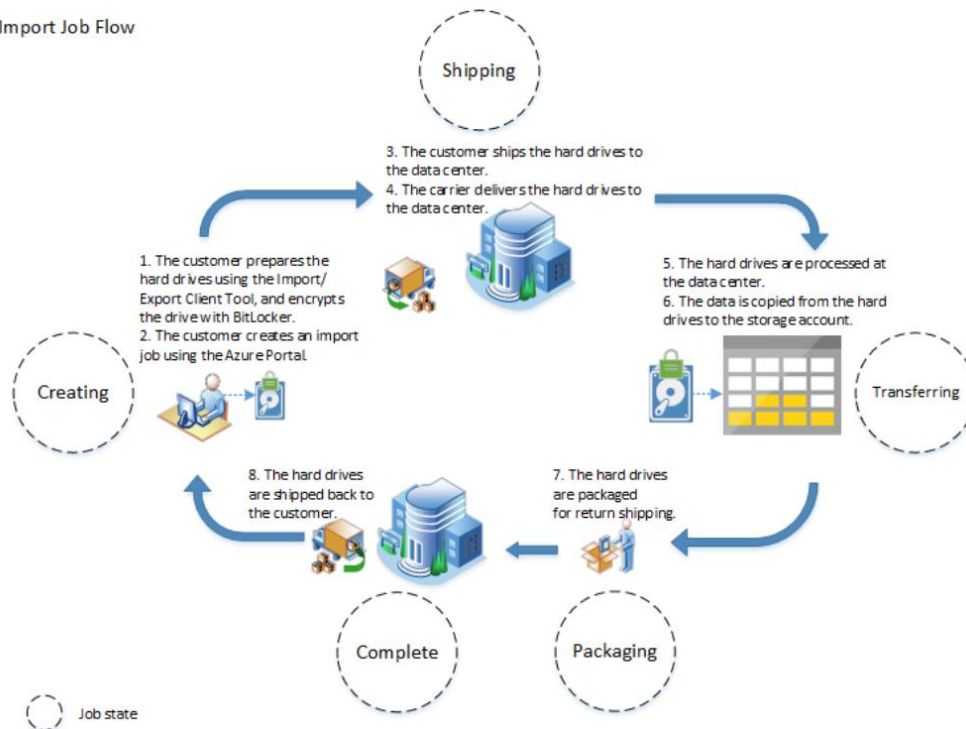 Import Job Flow
Shipping
3. The customer ships the hard drives to
the data center.
4. The carrier delivers the hard drives to
the data center.
1. The customer prepares the
hard drives using the Import/
Export Client Tool, and encrypts
the drive with BitLocker.
2. The customer creates an import
job using the Azure Portal.
5. The hard drives are processed at
the data center.
6. The data is copied from the hard
drives to the storage account.
Creating
Transferring
8. The hard drives
are shipped back to
the customer.
7. The hard drives
are packaged
for return shipping.
Complete
Packaging
Job state